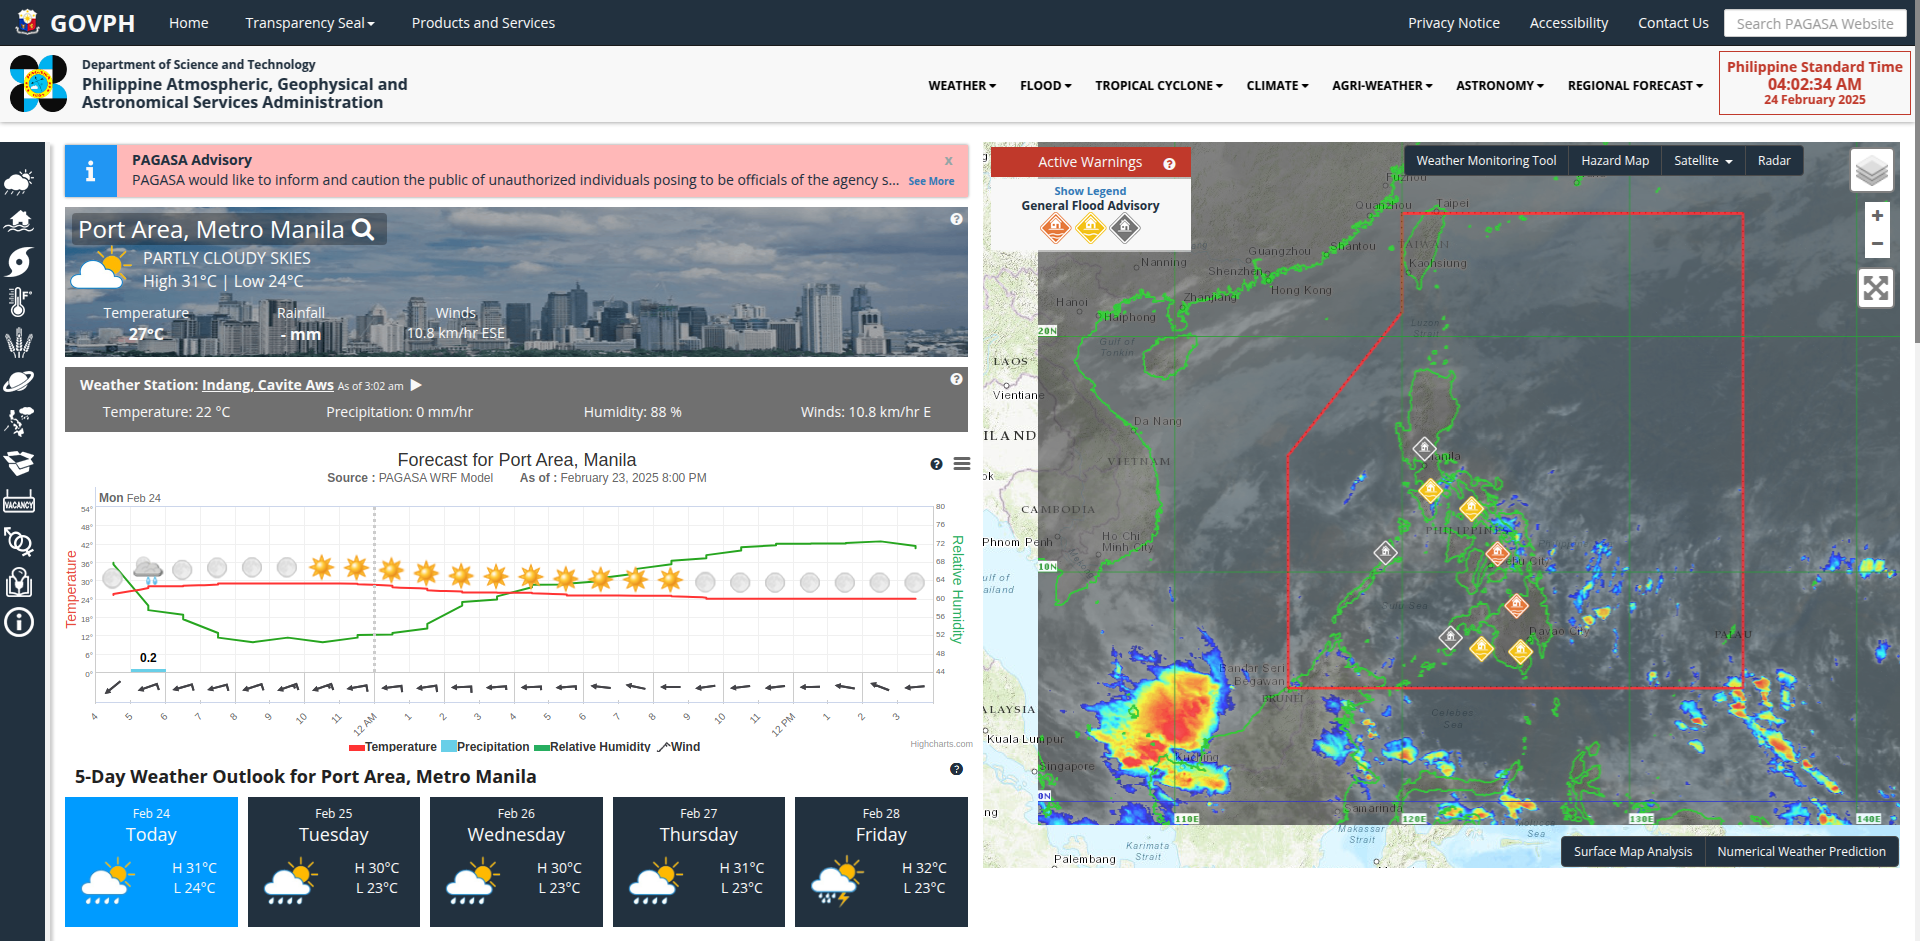 GOVPH
Home
Transparency Seal
Products and Services
Privacy Notice
Accessibility
Contact Us
Search PAGASA Website
Department of Science and Technology
Philippine Atmospheric, Geophysical and
Astronomical Services Administration
WEATHER
FLOOD
TROPICAL CYCLONE
CLIMATE
AGRI-WEATHER
ASTRONOMY
REGIONAL FORECAST
Philippine Standard Time
04:02:34 AM
24 February 2025
PAGASA Advisory
x
PAGASA would like to inform and caution the public of unauthorized individuals posing to be officials of the agency s... See More
Port Area, Metro Manila
PARTLY CLOUDY SKIES
High 31°C | Low 24°C
Temperature
27°C
Rainfall
- mm
Winds
10.8 km/hr ESE
Weather Station: Indang, Cavite Aws As of 3:02 am
Temperature: 22 °C
Precipitation: 0 mm/hr
Humidity: 88 %
Winds: 10.8 km/hr E
Forecast for Port Area, Manila
Source : PAGASA WRF Model As of : February 23, 2025 8:00 PM
Mon Feb 24
Temperature
54°
48°
42°
36°
30°
24°
18°
12°
6°
0°
0.2
80
76
72
68
64
60
56
52
48
44
Relative Humidity
4
5
6
7
8
9
10
11
12 AM
1
2
3
4
5
6
7
8
9
10
11
12 PM
1
2
3
Temperature
Precipitation
Relative Humidity
Wind
Highcharts.com
5-Day Weather Outlook for Port Area, Metro Manila
Feb 24
Today
H 31°C
L 24°C
Feb 25
Tuesday
H 30°C
L 23°C
Feb 26
Wednesday
H 30°C
L 23°C
Feb 27
Thursday
H 31°C
L 23°C
Feb 28
Friday
H 32°C
L 23°C
VACANCY
Active Warnings
Show Legend
General Flood Advisory
Weather Monitoring Tool
Hazard Map
Satellite
Radar
+
−
Fuzhou
Quanzhou
Taipei
TAIWAN
Kaohsiung
Shantou
Guangzhou
Shenzhen
Hong Kong
Nanning
Zhanjiang
Hanoi
Haiphong
Gulf of
Tonkin
Luzon
Strait
20N
LAOS
Vientiane
Da Nang
ILAND
VIETNAM
ok
CAMBODIA
Phnom Penh
Ho Chi
Minh City
10N
ulf of
ailand
anila
PHILIPPINES
ebu City
Sulu Sea
Davao City
PALAU
Bandar Seri
Begawan
BRUNEI
ALAYSIA
Kuala Lumpur
Celebes
Sea
Kuching
Singapore
0N
Samarinda
ng
110E
120E
130E
140E
Makassar
Strait
Sea
Karimata
Strait
Palembang
Surface Map Analysis
Numerical Weather Prediction